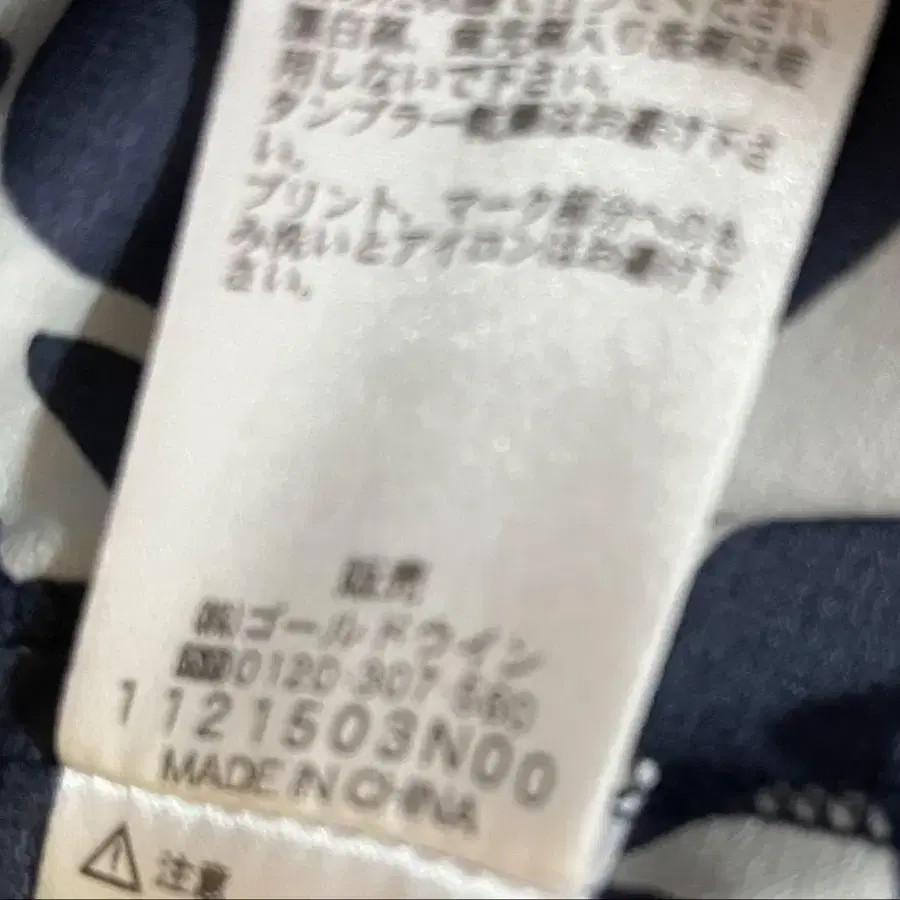 蛍白剤、蛍光剤入り洗剤は使
用しないで下さい。
タンブラー乾燥はお避け下さ
い。
プリント、マーク部分へのも
み洗いとアイロンはお避け下
さい。
販売
㈱ゴールドウイン
0120-307-560
1121503N00
MADE IN CHINA
注意